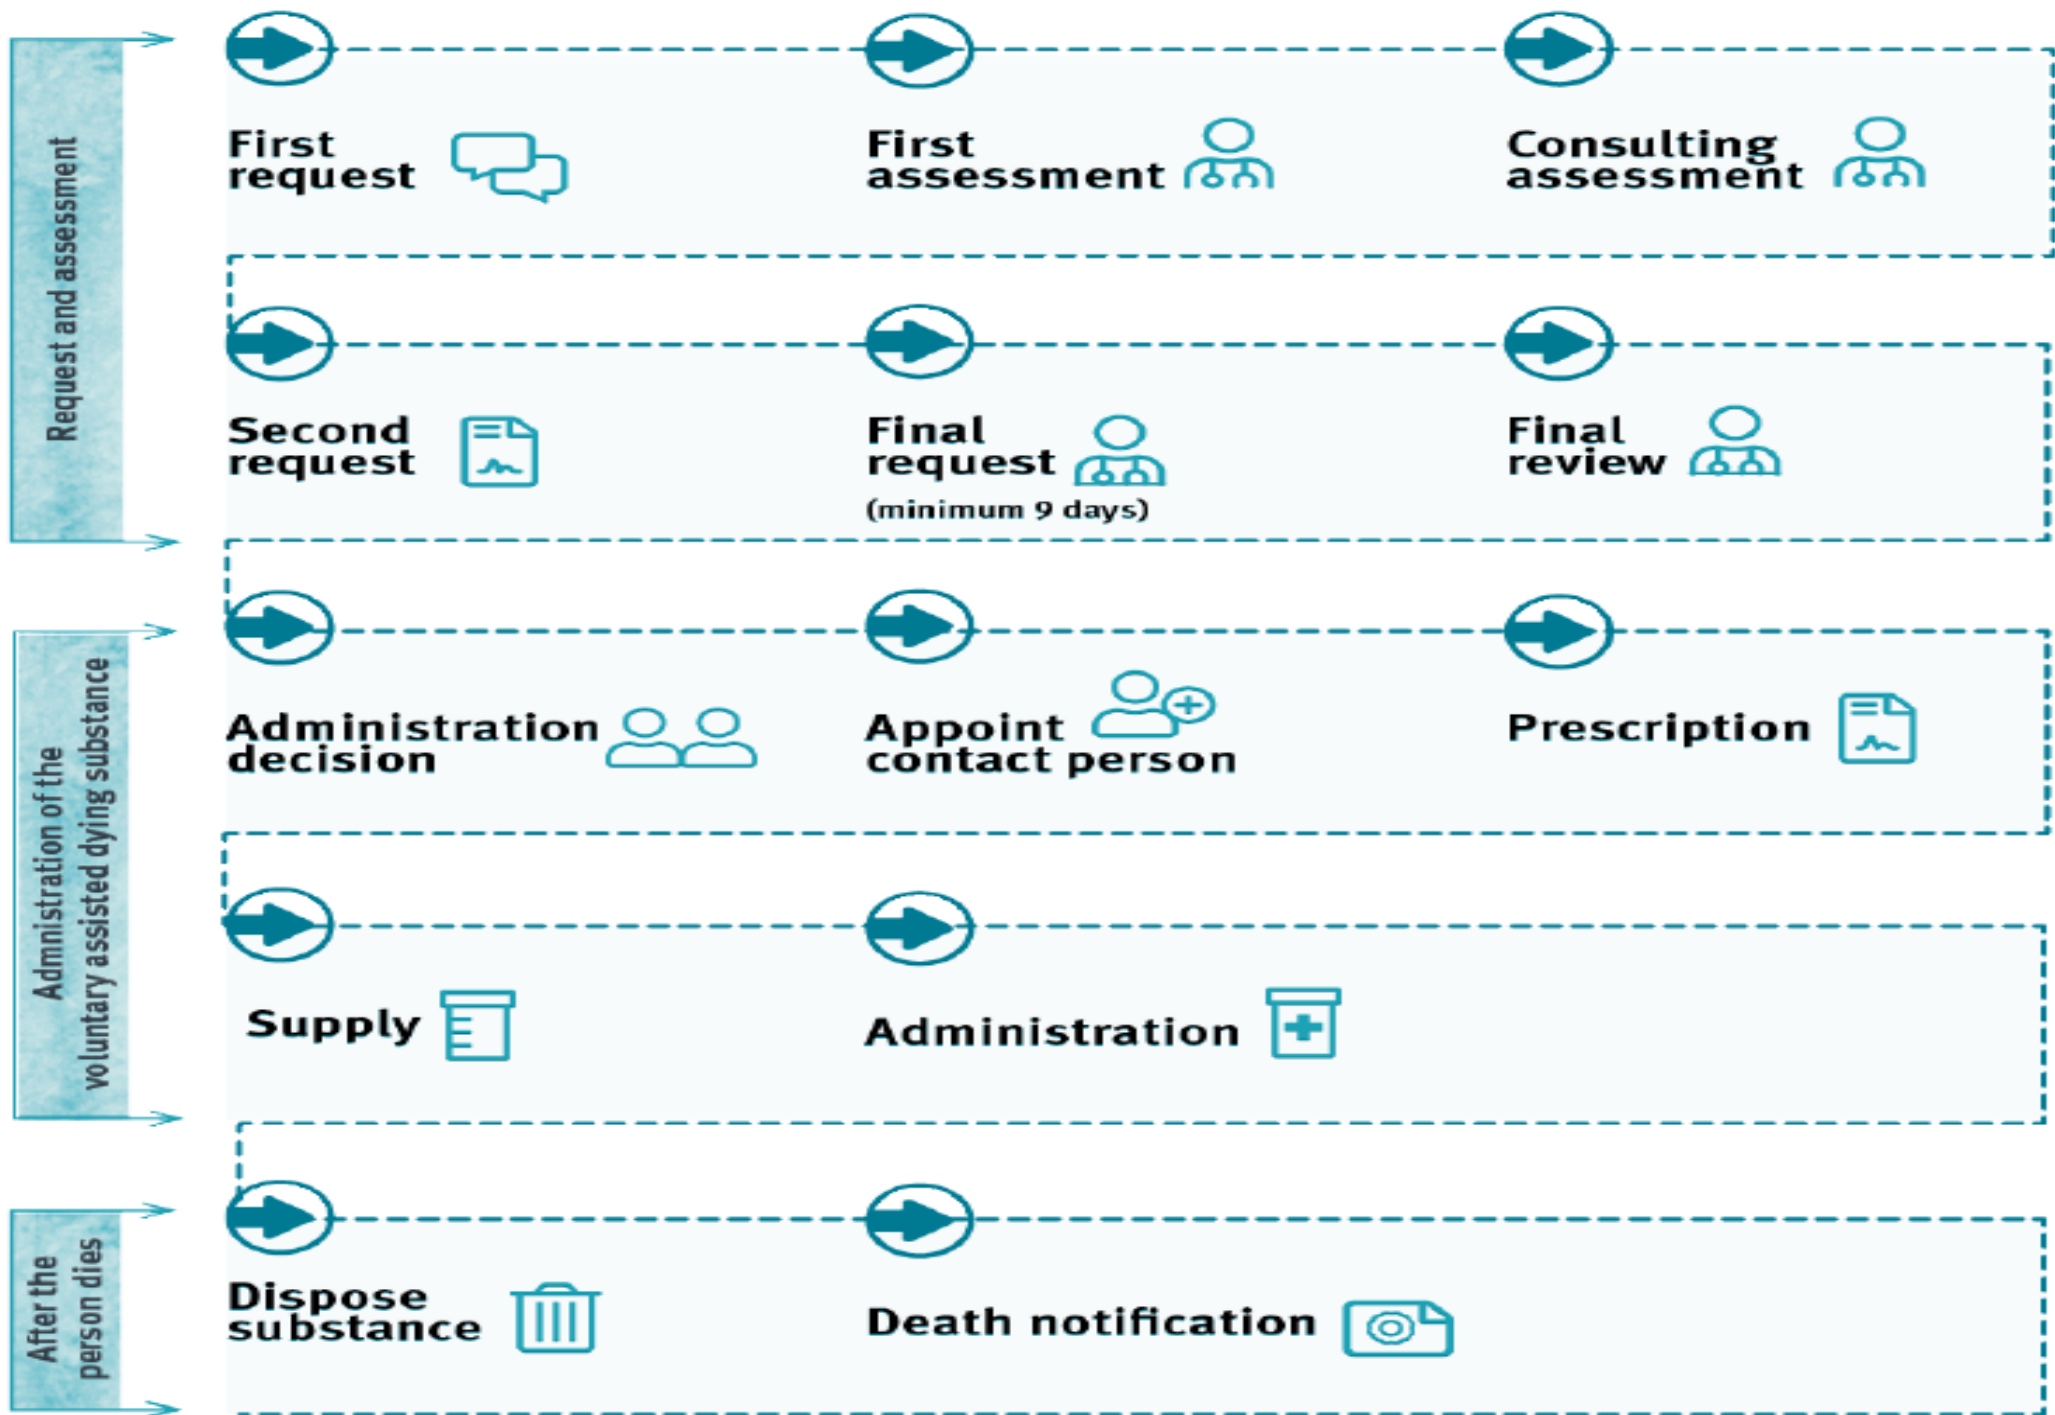 Request and assessment
First
request
First
assessment
Consulting
assessment
Second
request
Final
request
(minimum 9 days)
Final
review
Admnistration of the
voluntary assisted dying substance
Administration
decision
Appoint
contact person
Prescription
Supply
Administration
After the
person dies
Dispose
substance
Death notification